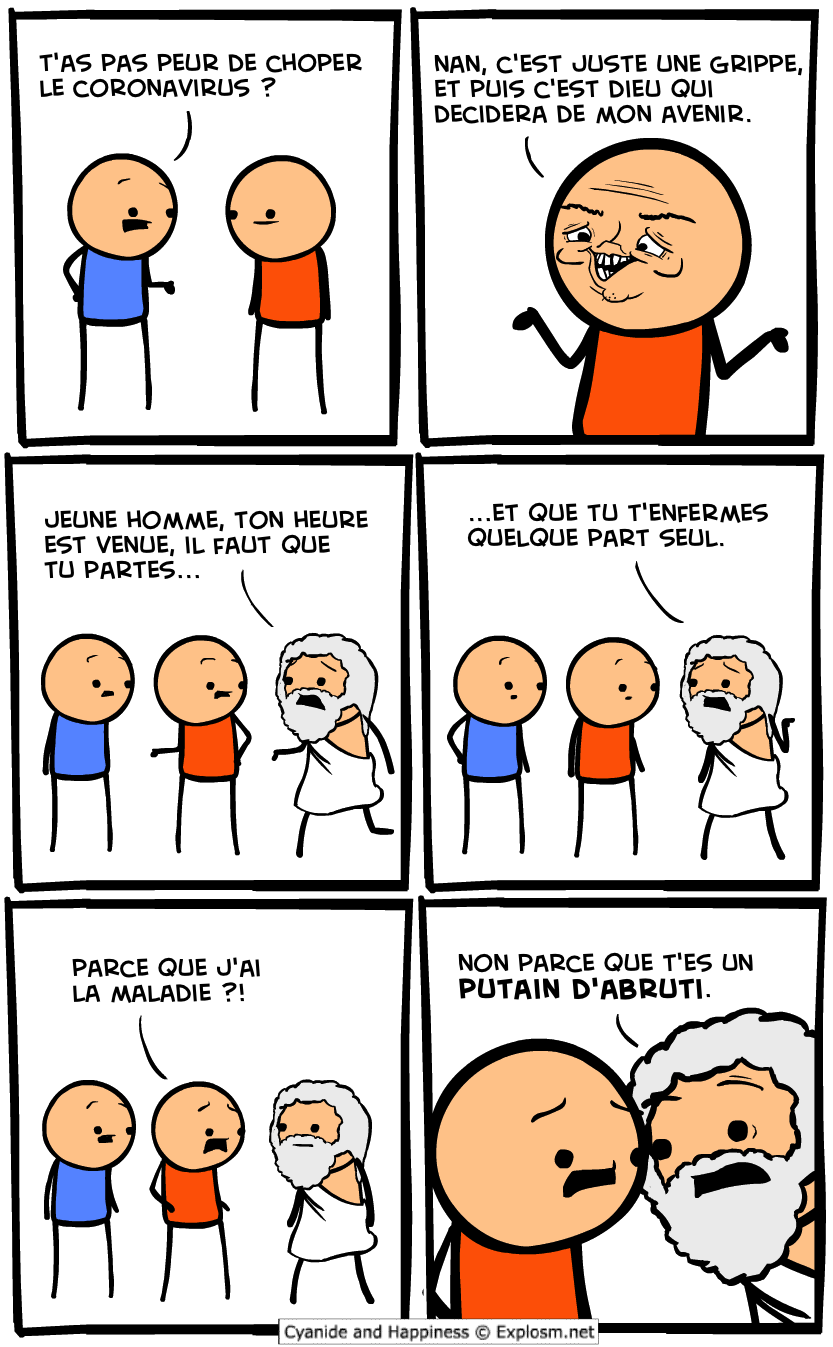 T'AS PAS PEUR DE CHOPER
LE CORONAVIRUS ?
NAN, C'EST JUSTE UNE GRIPPE,
ET PUIS C'EST DIEU QUI
DECIDERA DE MON AVENIR.
JEUNE HOMME, TON HEURE
EST VENUE, IL FAUT QUE
TU PARTES...
...ET QUE TU T'ENFERMES
QUELQUE PART SEUL.
PARCE QUE J'AI
LA MALADIE ?!
NON PARCE QUE T'ES UN
PUTAIN D'ABRUTI.
Cyanide and Happiness © Explosm.net